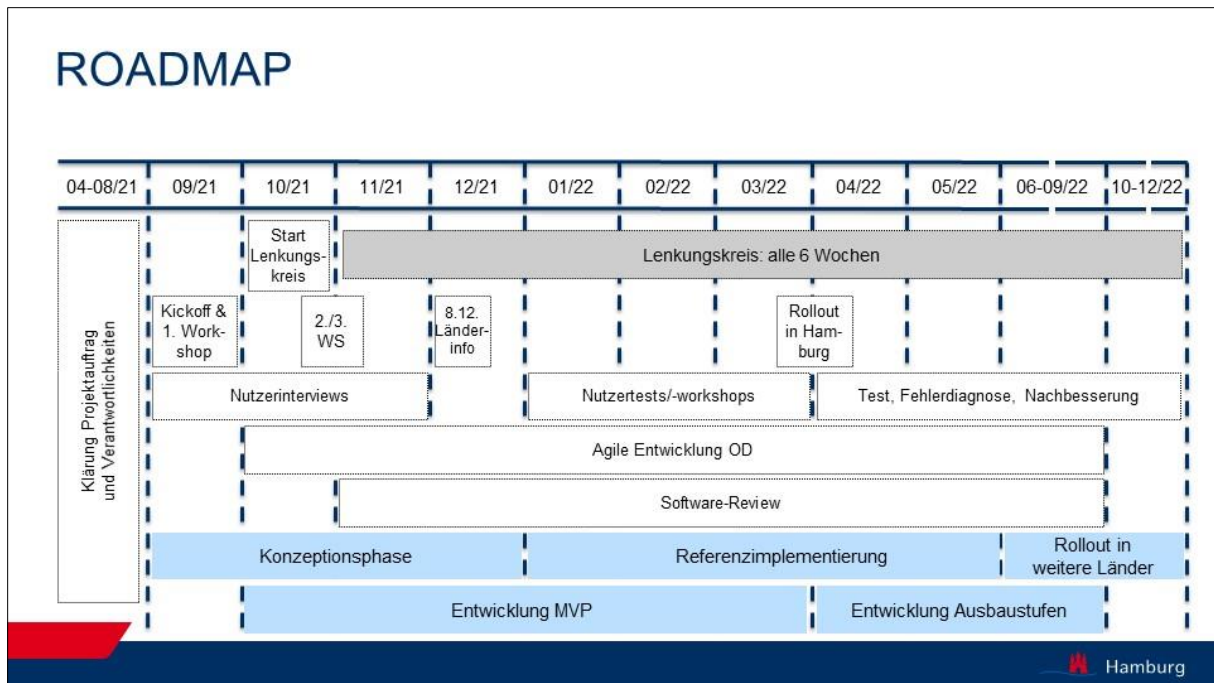 ROADMAP
04-08/21 09/21 10/21 11/21 12/21 01/22 02/22 03/22 04/22 05/22 06-09/22 10-12/22
Klärung Projektauftrag
und Verantwortlichkeiten
Start
Lenkungs-
kreis
Lenkungskreis: alle 6 Wochen
Kickoff &
1. Work-
shop
2./3.
WS
8.12.
Länder-
info
Rollout
in Ham-
burg
Nutzerinterviews
Nutzertests/-workshops
Test, Fehlerdiagnose, Nachbesserung
Agile Entwicklung OD
Software-Review
Konzeptionsphase
Referenzimplementierung
Rollout in
weitere Länder
Entwicklung MVP
Entwicklung Ausbaustufen
Hamburg